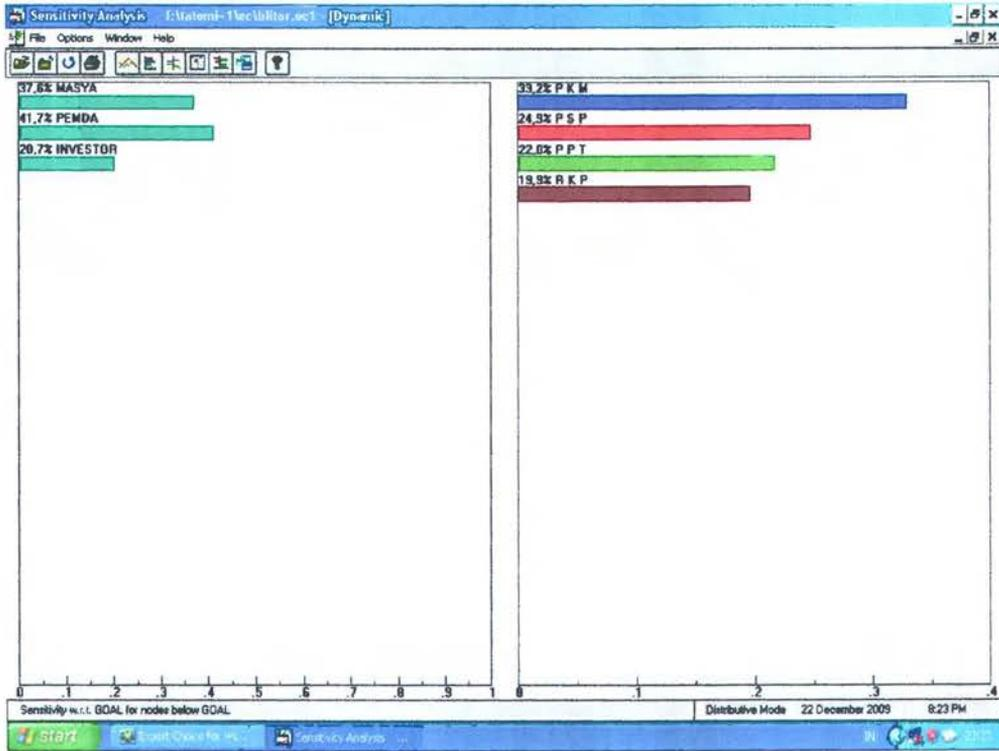 Sensitivity Analysis [Dynamic]
File Options Window Help
37,6% MASYA
41,7% PEMDA
20,7% INVESTOR
33,2% P K M
24,9% P S P
22,0% P P T
19,9% R K P
0 .1 .2 .3 .4 .5 .6 .7 .8 .9 1
0 .1 .2 .3 .4
Sensitivity w.r.t. GOAL for nodes below GOAL
Distributive Mode 22 December 2009 8:23 PM
start
Sensitivity Analysis ...
IN